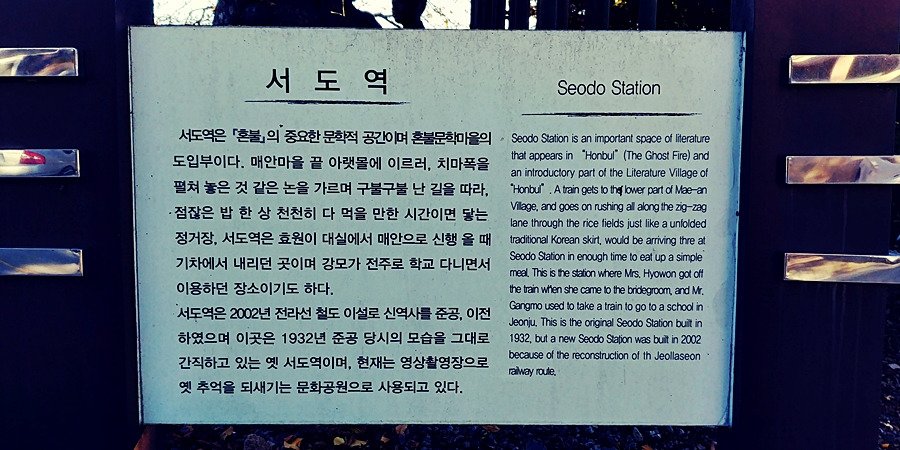 서도역
서도역은 『혼불』의 중요한 문학적 공간이며 혼불문학마을의
도입부이다. 매안마을 끝 아랫몰에 이르러, 치마폭을
펼쳐 놓은 것 같은 논을 가르며 구불구불 난 길을 따라,
점잖은 밥 한 상 천천히 다 먹을 만한 시간이면 닿는
정거장, 서도역은 효원이 대실에서 매안으로 신행 올 때
기차에서 내리던 곳이며 강모가 전주로 학교 다니면서
이용하던 장소이기도 하다.
서도역은 2002년 전라선 철도 이설로 신역사를 준공, 이전
하였으며 이곳은 1932년 준공 당시의 모습을 그대로
간직하고 있는 옛 서도역이며, 현재는 영상촬영장으로
옛 추억을 되새기는 문화공원으로 사용되고 있다.
Seodo Station
Seodo Station is an important space of literature
that appears in "Honbul" (The Ghost Fire) and
an introductory part of the Literature Village of
"Honbul". A train gets to the lower part of Mae-an
Village, and goes on rushing all along the zig-zag
lane through the rice fields just like a unfolded
traditional Korean skirt, would be arriving thre at
Seodo Station in enough time to eat up a simple
meal. This is the station where Mrs. Hyowon got off
the train when she came to the bridegroom, and Mr.
Gangmo used to take a train to go to a school in
Jeonju. This is the original Seodo Station built in
1932, but a new Seodo Station was built in 2002
because of the reconstruction of th Jeollaseon
railway route.